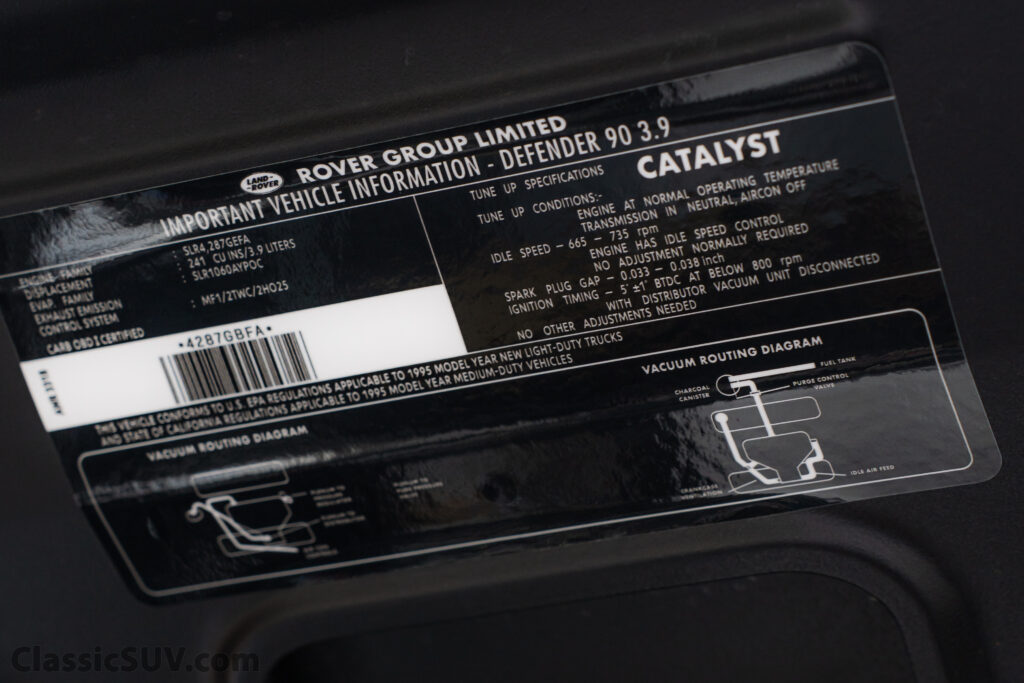 LAND-ROVER
ROVER GROUP LIMITED
IMPORTANT VEHICLE INFORMATION - DEFENDER 90 3.9
ENGINE FAMILY : SLR4,287GEFA
DISPLACEMENT : 241 CU INS/3.9 LITERS
EVAP. FAMILY : SLR1060AYPOC
EXHAUST EMISSION
CONTROL SYSTEM : MF1/2TWC/2HO2S
CARB OBD I CERTIFIED
*4287GBFA*
THIS VEHICLE CONFORMS TO U.S. EPA REGULATIONS APPLICABLE TO 1995 MODEL YEAR NEW LIGHT-DUTY TRUCKS
AND STATE OF CALIFORNIA REGULATIONS APPLICABLE TO 1995 MODEL YEAR MEDIUM-DUTY VEHICLES
TUNE UP SPECIFICATIONS
CATALYST
TUNE UP CONDITIONS:-
ENGINE AT NORMAL OPERATING TEMPERATURE
TRANSMISSION IN NEUTRAL, AIRCON OFF
IDLE SPEED - 665 - 735 rpm
ENGINE HAS IDLE SPEED CONTROL
NO ADJUSTMENT NORMALLY REQUIRED
SPARK PLUG GAP - 0.033 - 0.038 inch
IGNITION TIMING - 5° ±1° BTDC AT BELOW 800 rpm
WITH DISTRIBUTOR VACUUM UNIT DISCONNECTED
NO OTHER ADJUSTMENTS NEEDED
VACUUM ROUTING DIAGRAM
VACUUM ROUTING DIAGRAM
FUEL TANK
CHARCOAL
CANISTER
PURGE CONTROL
VALVE
IDLE AIR FEED
CRANKCASE
VENTILATION
ClassicSUV.com